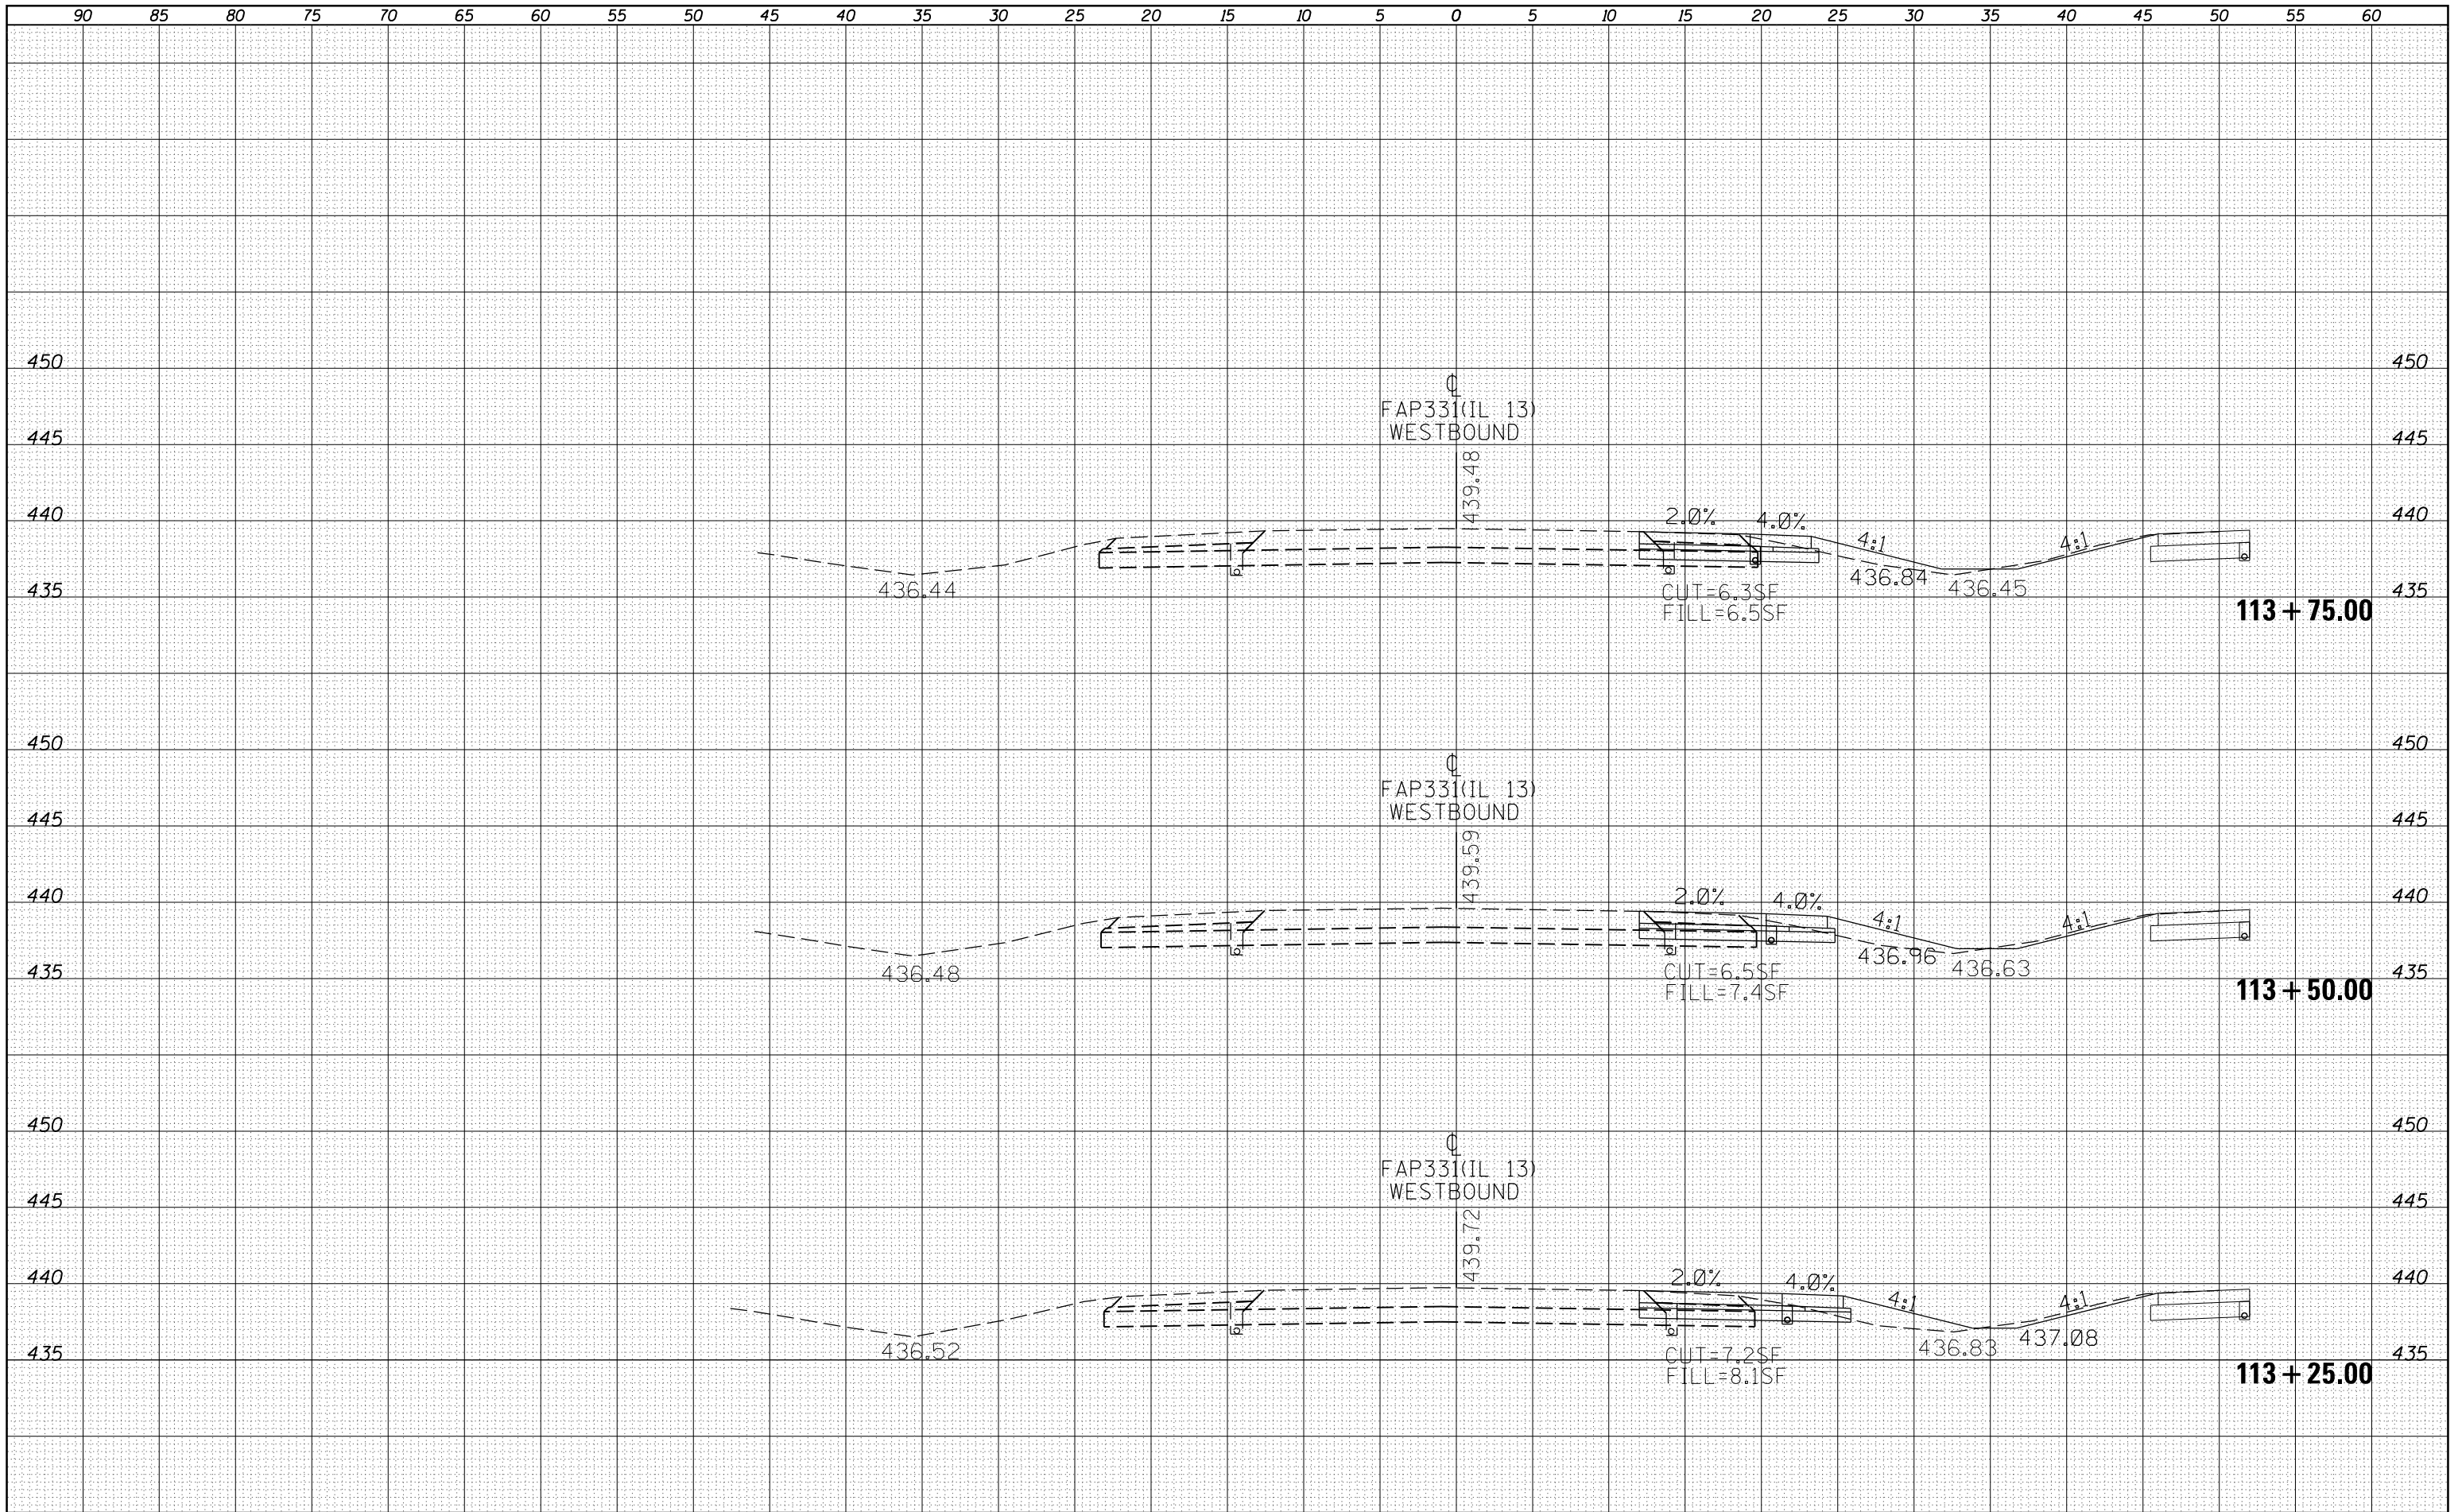 90 85 80 75 70 65 60 55 50 45 40 35 30 25 20 15 10 5 0 5 10 15 20 25 30 35 40 45 50 55 60
450 450
℄
FAP331(IL 13)
WESTBOUND
445 445
439.48
440 2.0% 4.0% 440
4:1 4:1
436.44 436.84 436.45
435 CUT=6.3SF 435
FILL=6.5SF
113 + 75.00
450 450
℄
FAP331(IL 13)
WESTBOUND
445 445
439.59
440 2.0% 4.0% 440
4:1 4:1
436.48 436.96 436.63
435 CUT=6.5SF 435
FILL=7.4SF
113 + 50.00
450 450
℄
FAP331(IL 13)
WESTBOUND
445 445
439.72
440 2.0% 4.0% 440
4:1 4:1
436.52 436.83 437.08
435 CUT=7.2SF 435
FILL=8.1SF
113 + 25.00